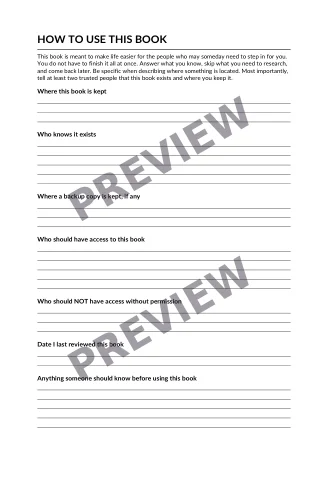 HOW TO USE THIS BOOK
This book is meant to make life easier for the people who may someday need to step in for you.
You do not have to finish it all at once. Answer what you know, skip what you need to research,
and come back later. Be specific when describing where something is located. Most importantly,
tell at least two trusted people that this book exists and where you keep it.
Where this book is kept
Who knows it exists
Where a backup copy is kept, if any
Who should have access to this book
Who should NOT have access without permission
Date I last reviewed this book
Anything someone should know before using this book
PREVIEW
PREVIEW